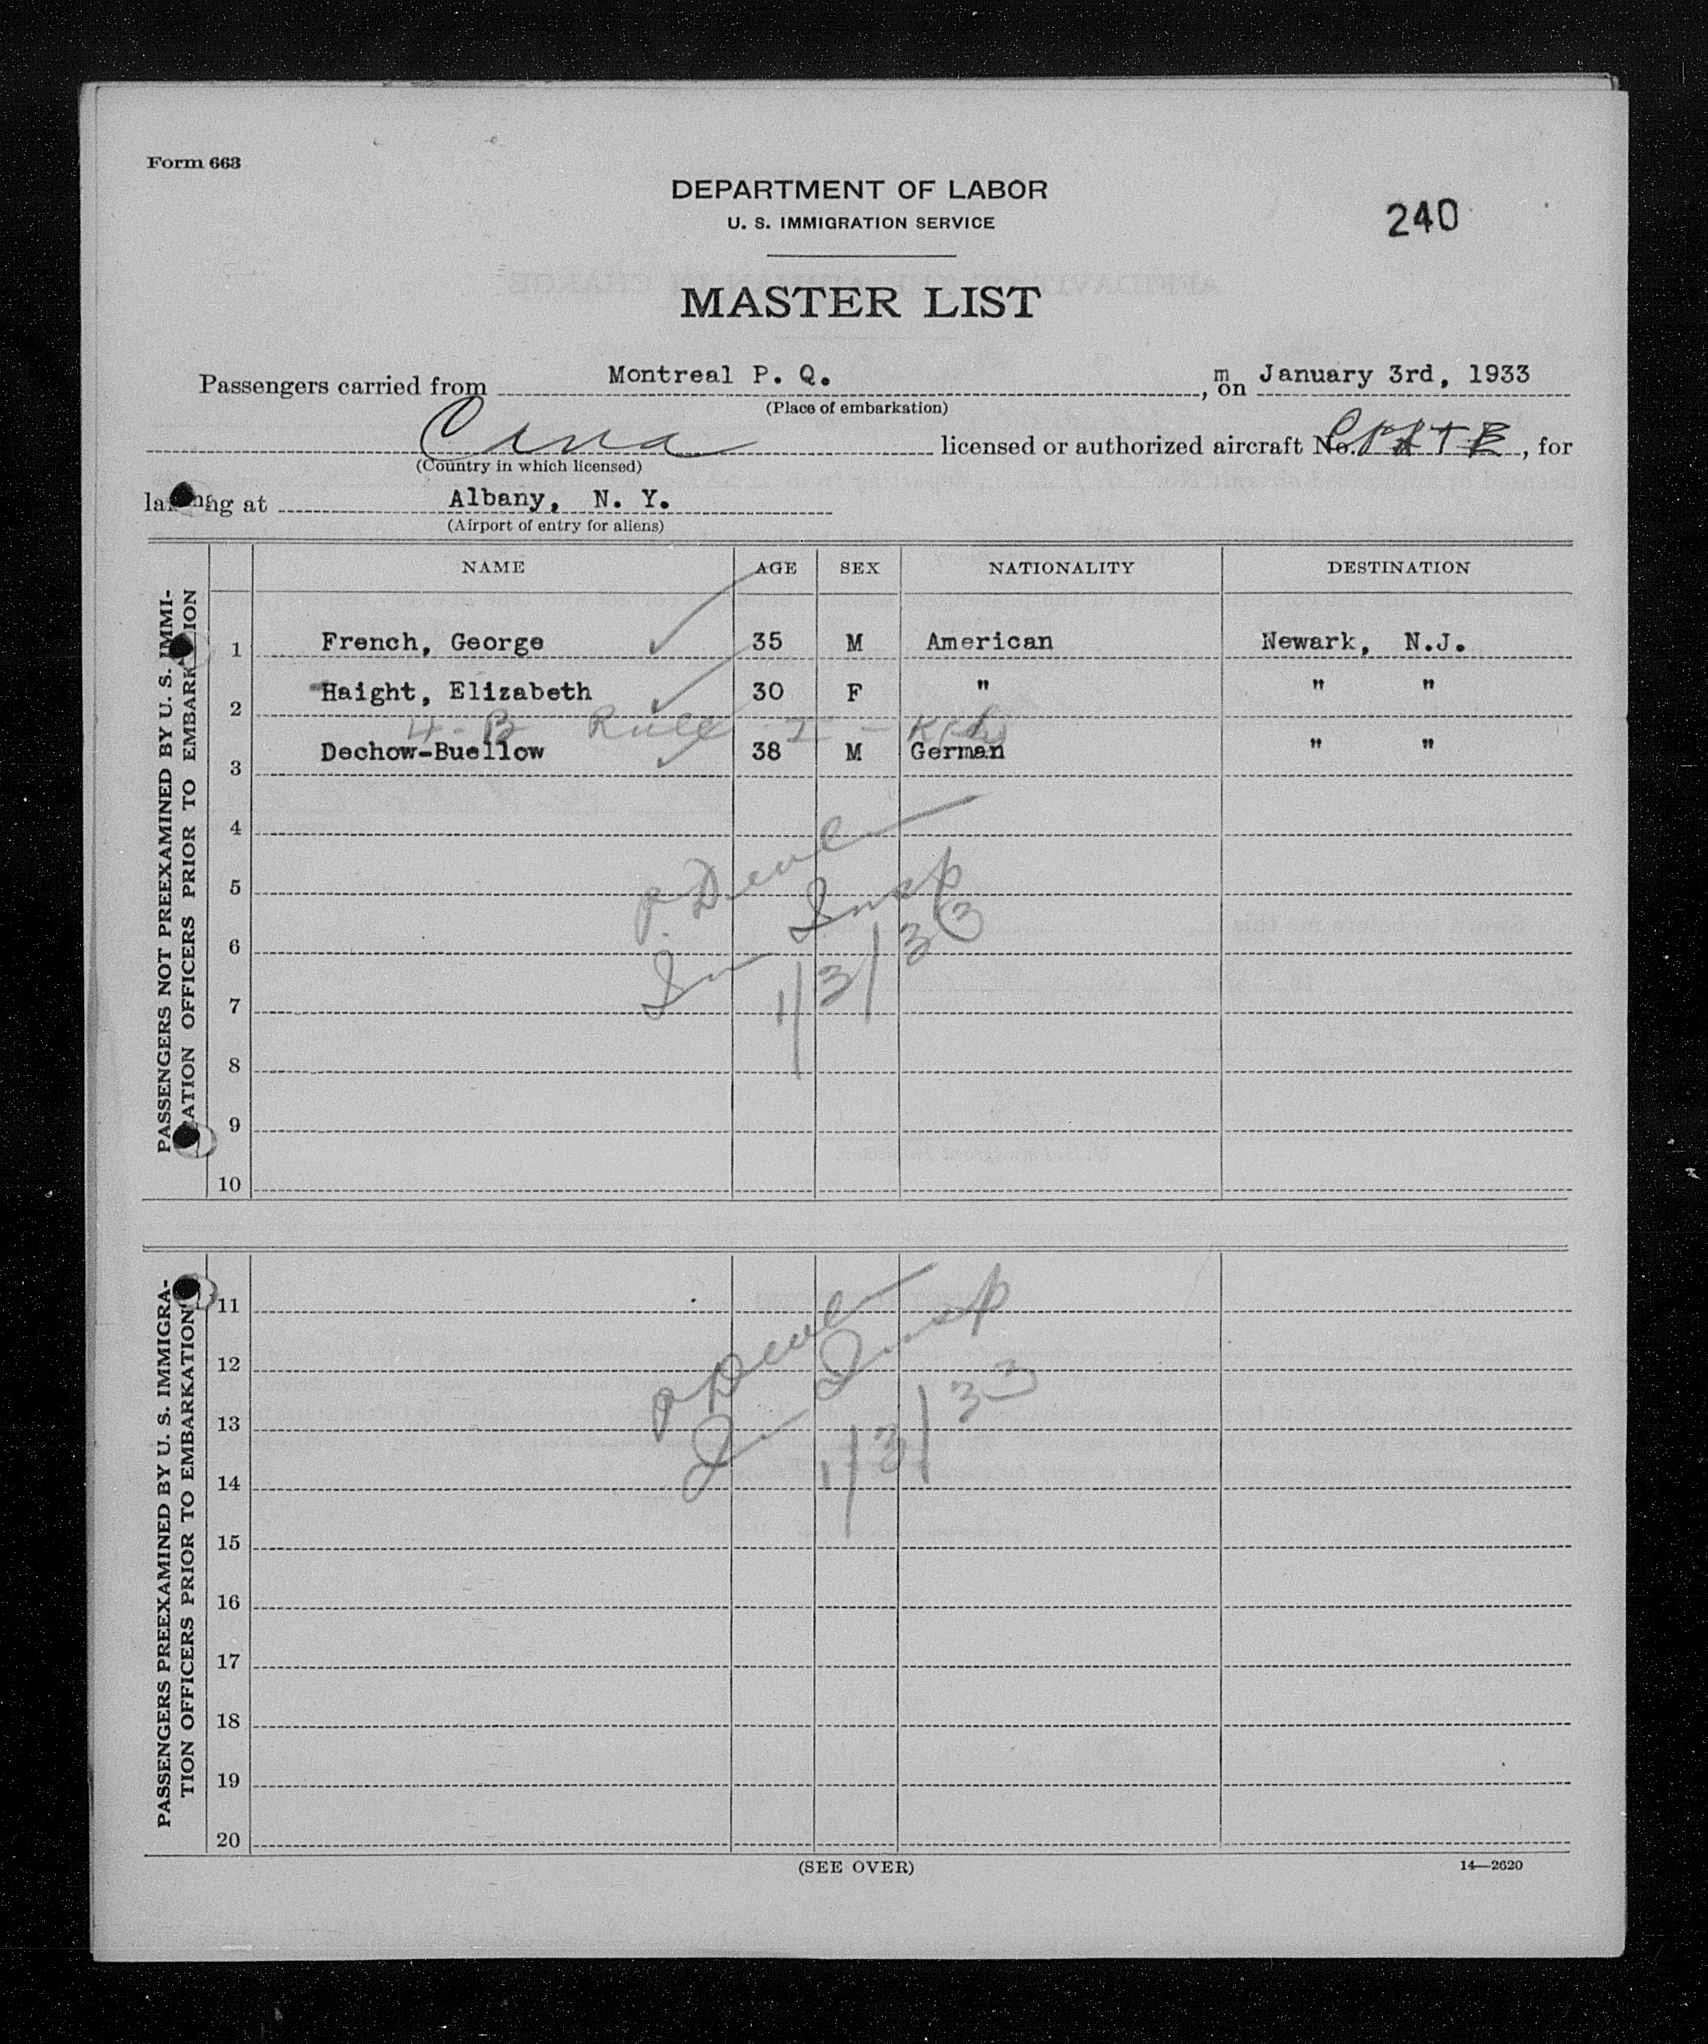 Form 663
DEPARTMENT OF LABOR
U. S. IMMIGRATION SERVICE
240
MASTER LIST
Passengers carried from Montreal P. Q. , on January 3rd, 1933
(Place of embarkation)
licensed or authorized aircraft No. , for
(Country in which licensed)
landing at Albany, N. Y.
(Airport of entry for aliens)
NAME AGE SEX NATIONALITY DESTINATION
PASSENGERS NOT PREEXAMINED BY U. S. IMMI-
GRATION OFFICERS PRIOR TO EMBARKATION
1 French, George 35 M American Newark, N.J.
2 Haight, Elizabeth 30 F " " "
4-B Rule
3 Dechow-Buellow 38 M German " "
4
5
6
7
8
9
10
Insp
1/3/33
PASSENGERS PREEXAMINED BY U. S. IMMIGRA-
TION OFFICERS PRIOR TO EMBARKATION
11
12
13
14
15
16
17
18
19
20
Insp
1/3/33
(SEE OVER)
14—2620